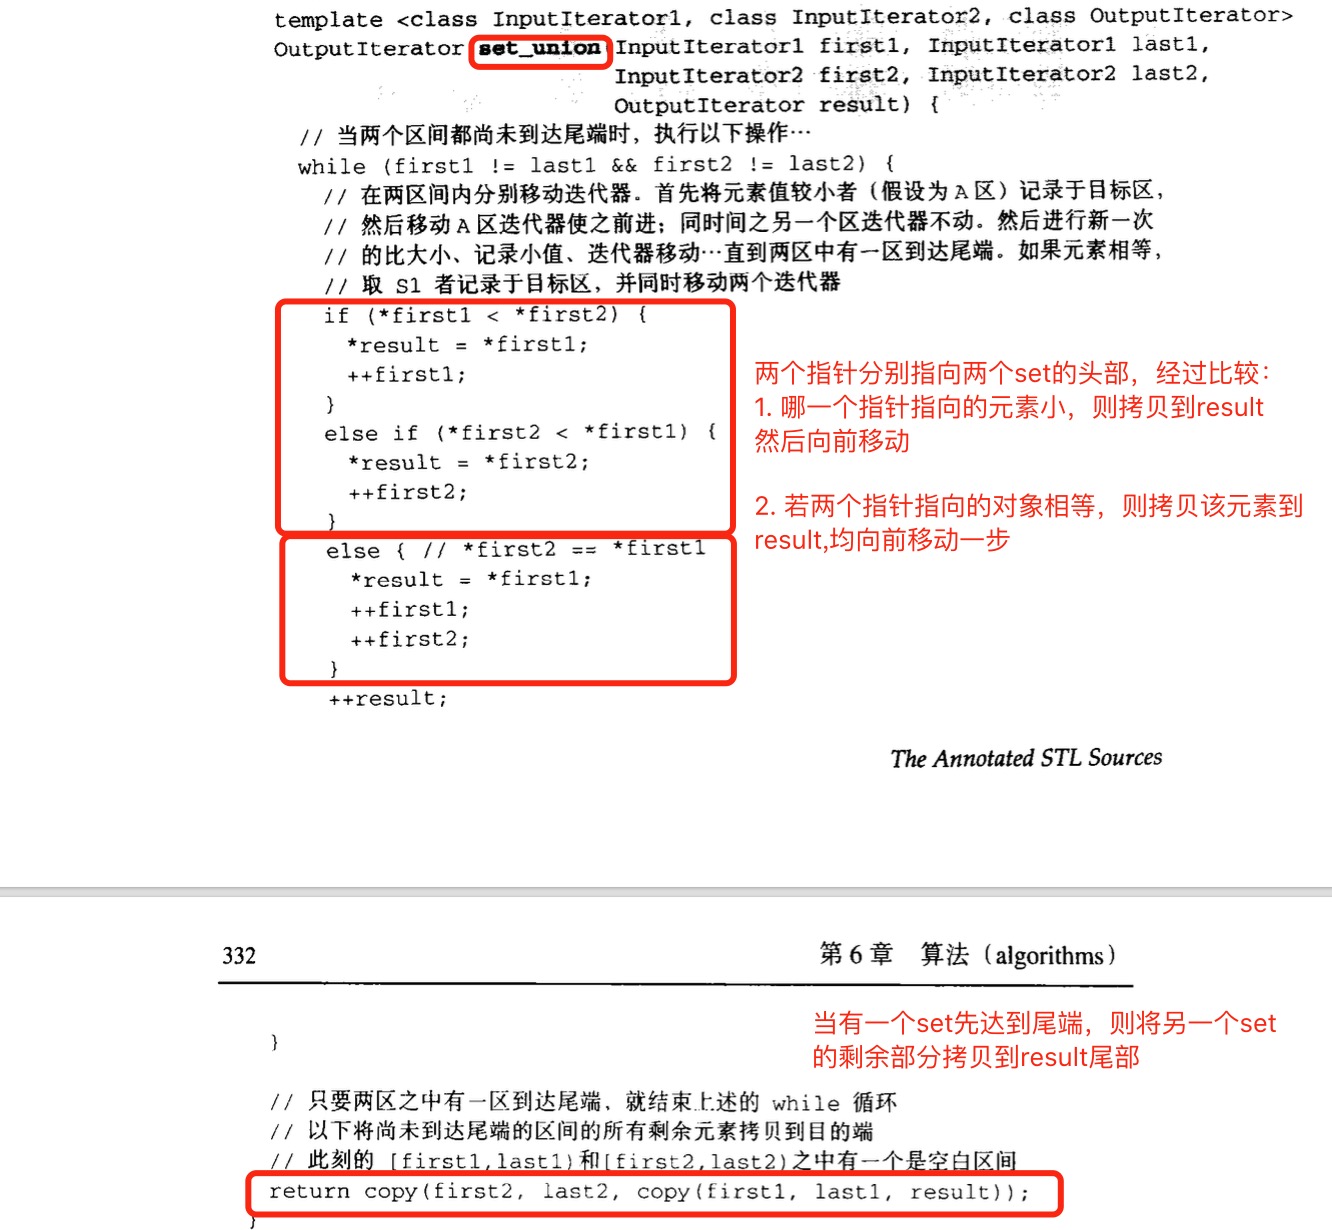 template <class InputIterator1, class InputIterator2, class OutputIterator>
OutputIterator set_union(InputIterator1 first1, InputIterator1 last1,
InputIterator2 first2, InputIterator2 last2,
OutputIterator result) {
// 当两个区间都尚未到达尾端时，执行以下操作…
while (first1 != last1 && first2 != last2) {
// 在两区间内分别移动迭代器。首先将元素值较小者（假设为 A 区）记录于目标区，
// 然后移动 A 区迭代器使之前进；同时间之另一个区迭代器不动。然后进行新一次
// 的比大小、记录小值、迭代器移动…直到两区中有一区到达尾端。如果元素相等，
// 取 S1 者记录于目标区，并同时移动两个迭代器
if (*first1 < *first2) {
*result = *first1;
++first1;
}
else if (*first2 < *first1) {
*result = *first2;
++first2;
}
else { // *first2 == *first1
*result = *first1;
++first1;
++first2;
}
++result;
两个指针分别指向两个set的头部，经过比较：
1. 哪一个指针指向的元素小，则拷贝到result
然后向前移动
2. 若两个指针指向的对象相等，则拷贝该元素到
result,均向前移动一步
The Annotated STL Sources
332 第 6 章 算法（algorithms）
当有一个set先达到尾端，则将另一个set
的剩余部分拷贝到result尾部
}
// 只要两区之中有一区到达尾端，就结束上述的 while 循环
// 以下将尚未到达尾端的区间的所有剩余元素拷贝到目的端
// 此刻的 [first1,last1)和[first2,last2)之中有一个是空白区间
return copy(first2, last2, copy(first1, last1, result));
}